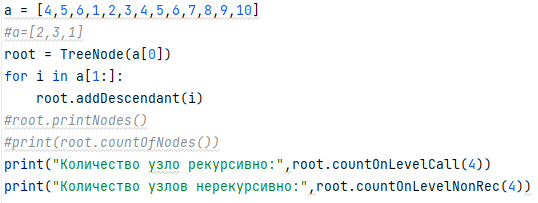 a = [4,5,6,1,2,3,4,5,6,7,8,9,10]
#a=[2,3,1]
root = TreeNode(a[0])
for i in a[1:]:
    root.addDescendant(i)
#root.printNodes()
#print(root.countOfNodes())
print("Количество узло рекурсивно:",root.countOnLevelCall(4))
print("Количество узлов нерекурсивно:",root.countOnLevelNonRec(4))